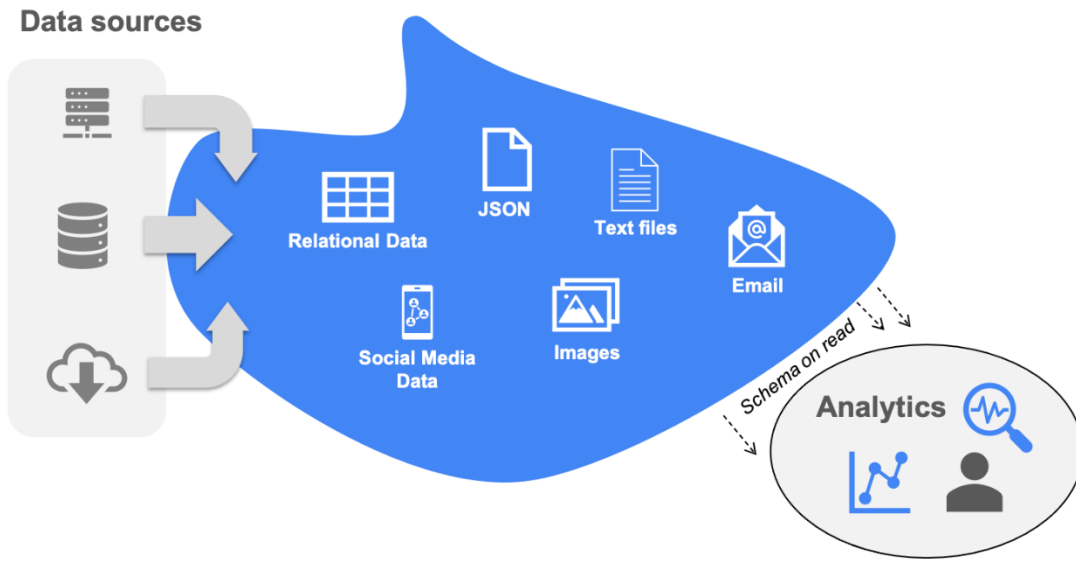 Data sources
JSON
Text files
Relational Data
Email
Images
Social Media
Data
Schema on read
Analytics